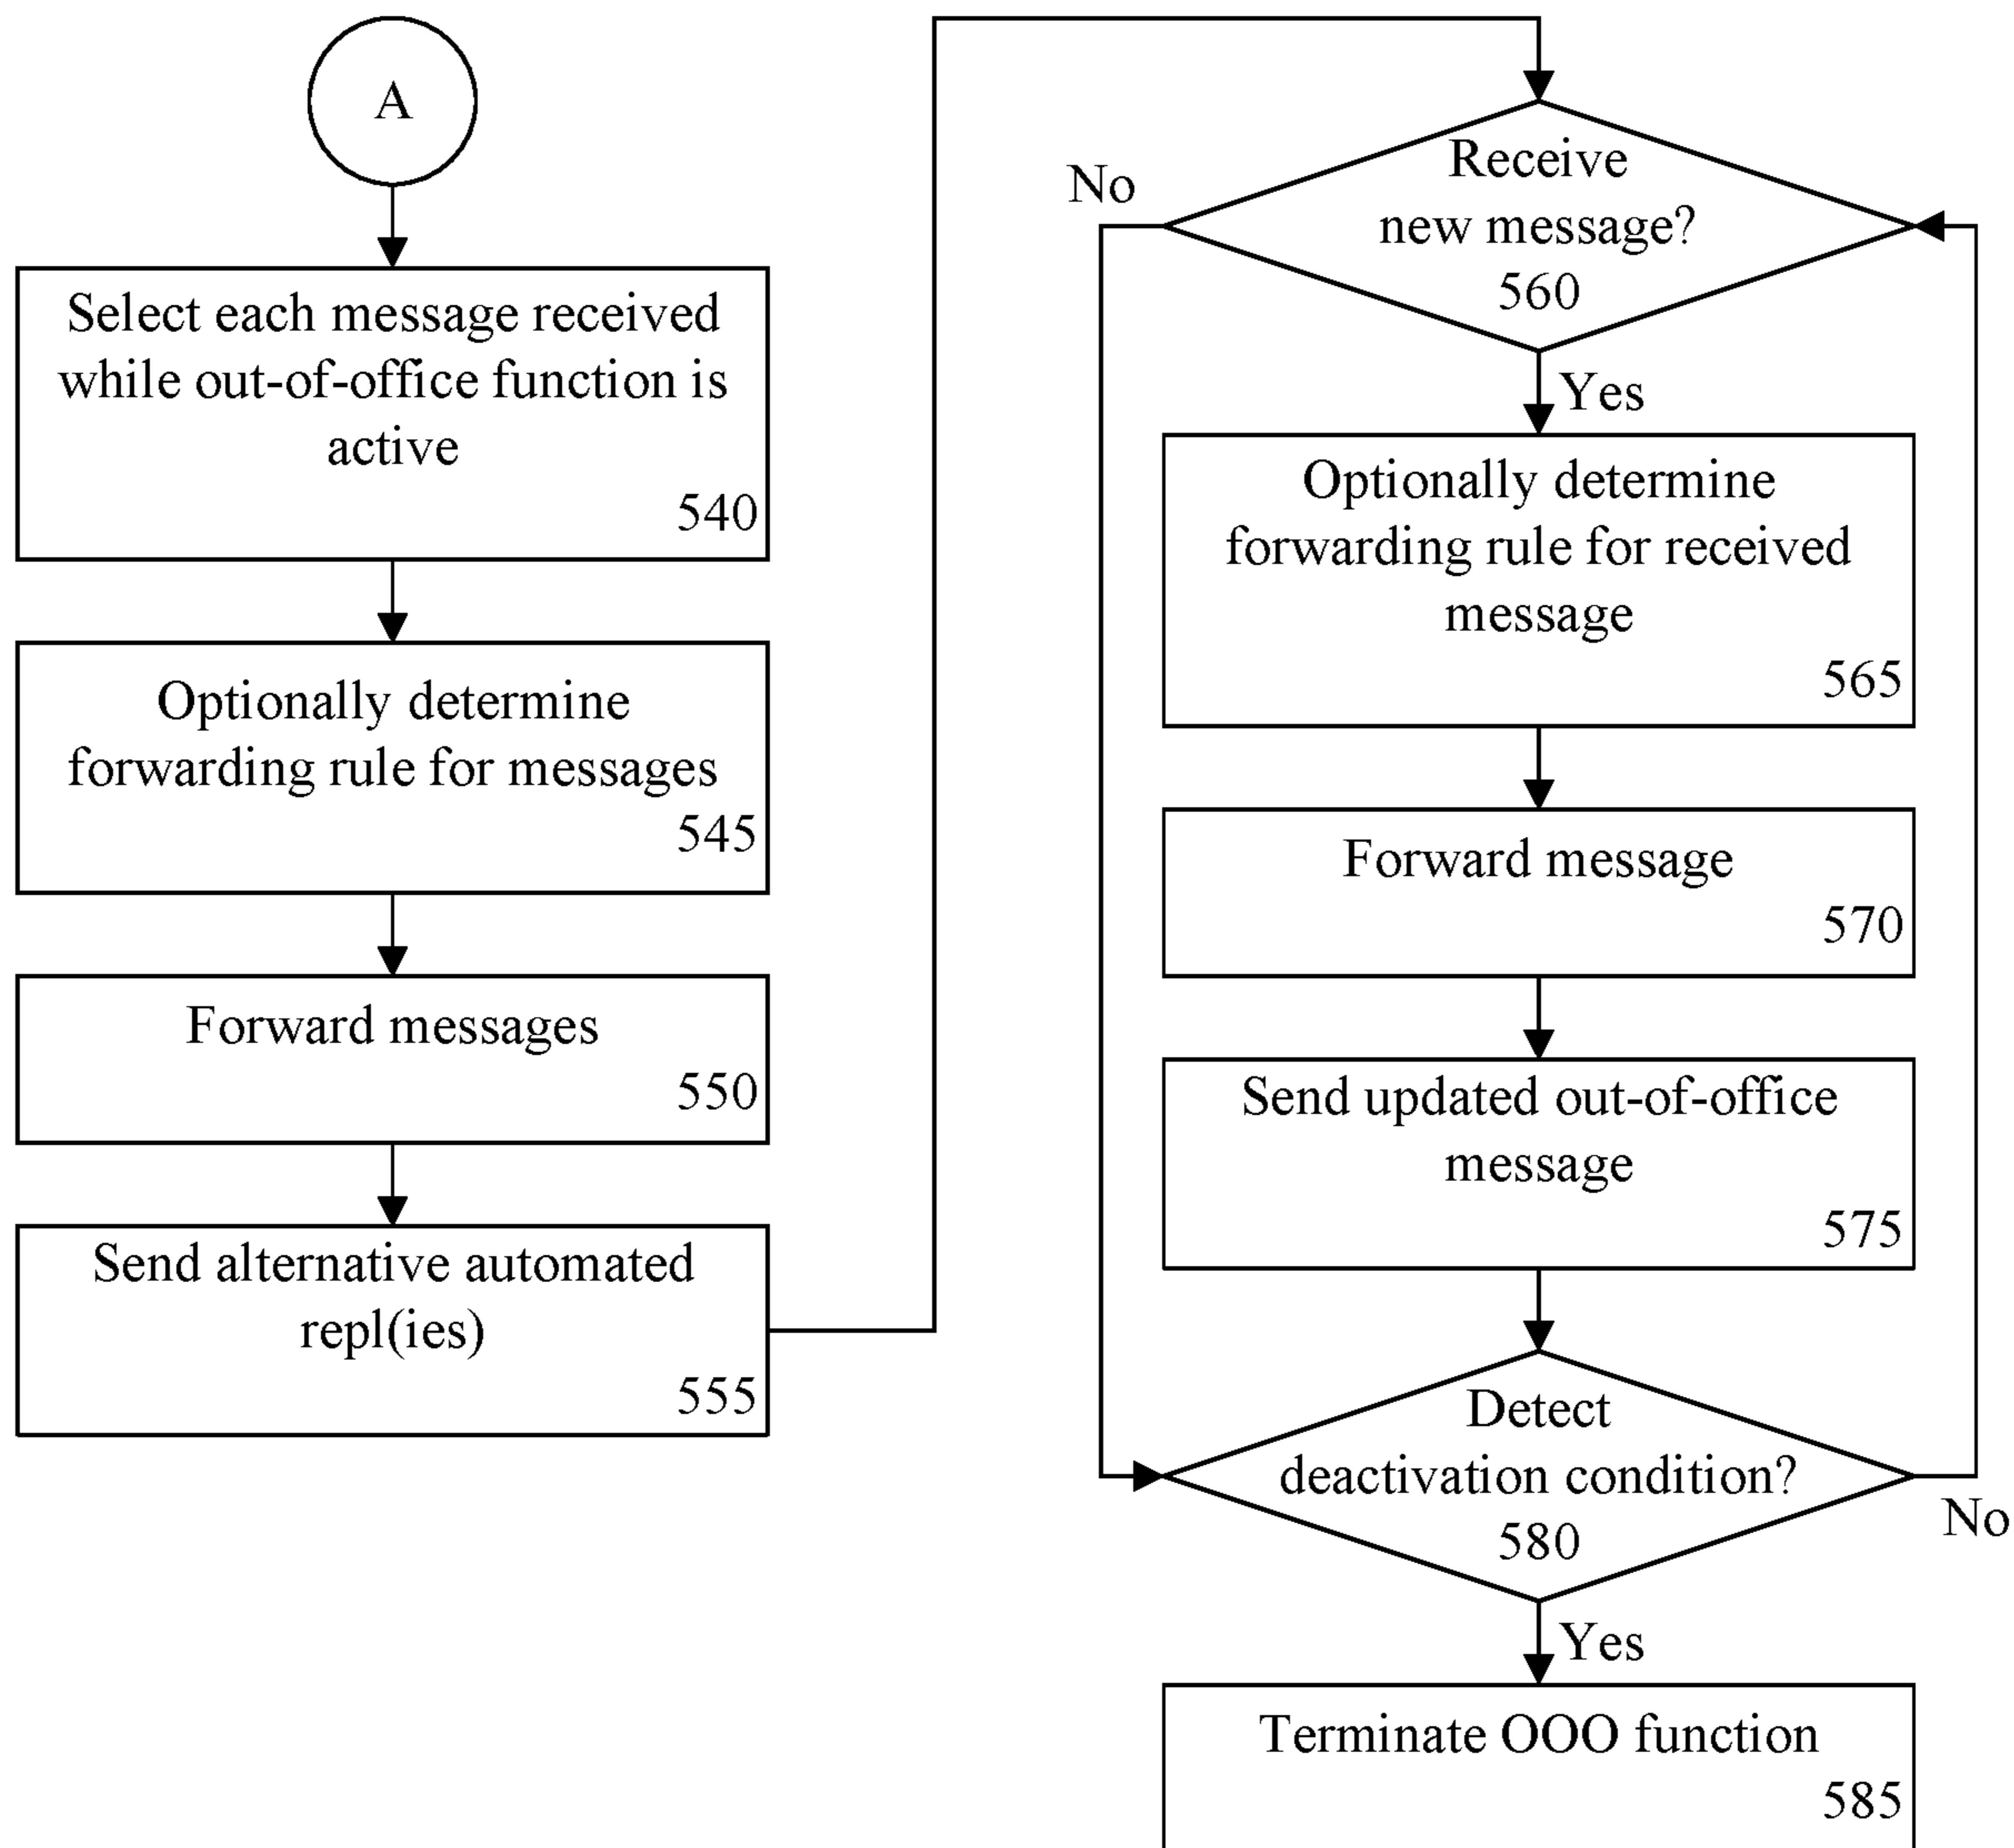 A
Select each message received
while out-of-office function is
active
540
Optionally determine
forwarding rule for messages
545
Forward messages
550
Send alternative automated
repl(ies)
555
Receive
new message?
560
No
Yes
Optionally determine
forwarding rule for received
message
565
Forward message
570
Send updated out-of-office
message
575
Detect
deactivation condition?
580
No
Yes
Terminate OOO function
585